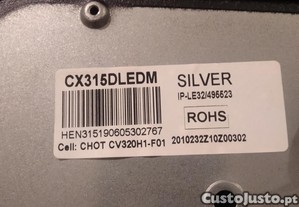 CX315DLEDM
SILVER
IP-LE32/495523
ROHS
HEN315190605302767
Cell: CHOT CV320H1-F01
2010232Z10Z00302
CustoJusto.pt